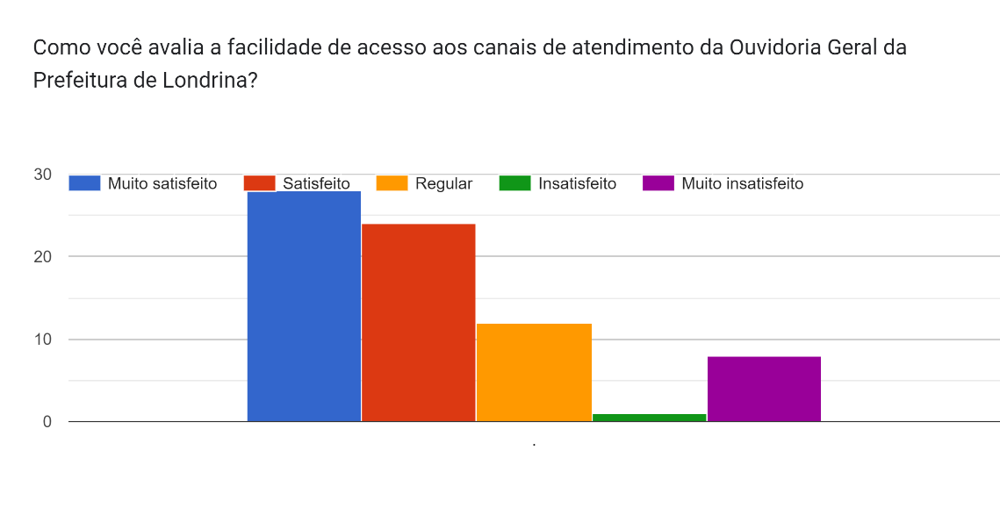 Como você avalia a facilidade de acesso aos canais de atendimento da Ouvidoria Geral da
Prefeitura de Londrina?
30
Muito satisfeito
Satisfeito
Regular
Insatisfeito
Muito insatisfeito
20
10
0
.